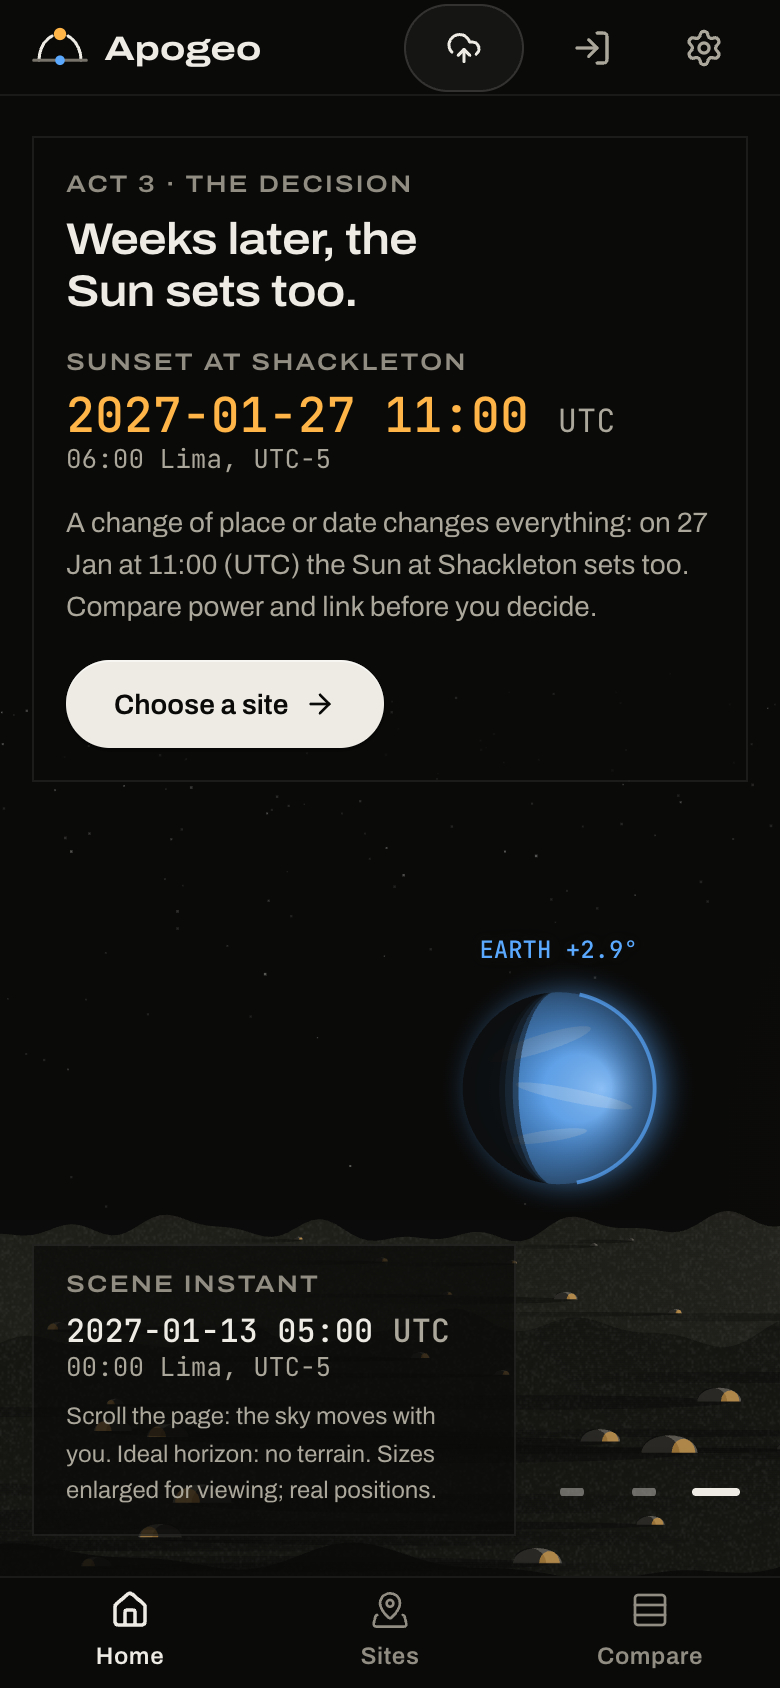 Apogeo
ACT 3 · THE DECISION
Weeks later, the
Sun sets too.
SUNSET AT SHACKLETON
2027-01-27 11:00 UTC
06:00 Lima, UTC-5
A change of place or date changes everything: on 27
Jan at 11:00 (UTC) the Sun at Shackleton sets too.
Compare power and link before you decide.
Choose a site
EARTH +2.9°
SCENE INSTANT
2027-01-13 05:00 UTC
00:00 Lima, UTC-5
Scroll the page: the sky moves with
you. Ideal horizon: no terrain. Sizes
enlarged for viewing; real positions.
Home
Sites
Compare